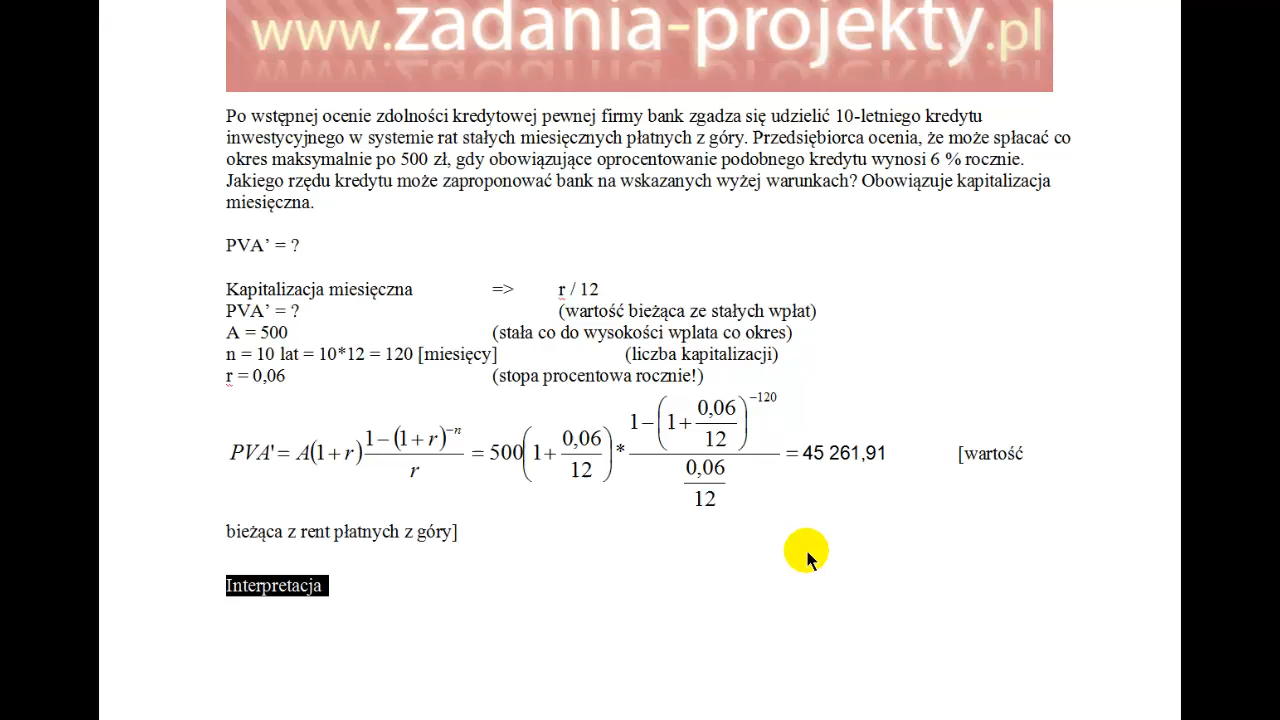 www.zadania-projekty.pl
Po wstępnej ocenie zdolności kredytowej pewnej firmy bank zgadza się udzielić 10-letniego kredytu
inwestycyjnego w systemie rat stałych miesięcznych płatnych z góry. Przedsiębiorca ocenia, że może spłacać co
okres maksymalnie po 500 zł, gdy obowiązujące oprocentowanie podobnego kredytu wynosi 6 % rocznie.
Jakiego rzędu kredytu może zaproponować bank na wskazanych wyżej warunkach? Obowiązuje kapitalizacja
miesięczna.
PVA’ = ?
Kapitalizacja miesięczna => r / 12
PVA’ = ? (wartość bieżąca ze stałych wpłat)
A = 500 (stała co do wysokości wplata co okres)
n = 10 lat = 10*12 = 120 [miesięcy] (liczba kapitalizacji)
r = 0,06 (stopa procentowa rocznie!)
PVA' = A(1+r) (1−(1+r)^−n)/r = 500(1+0,06/12) * (1−(1+0,06/12)^−120)/(0,06/12) = 45 261,91 [wartość
bieżąca z rent płatnych z góry]
Interpretacja